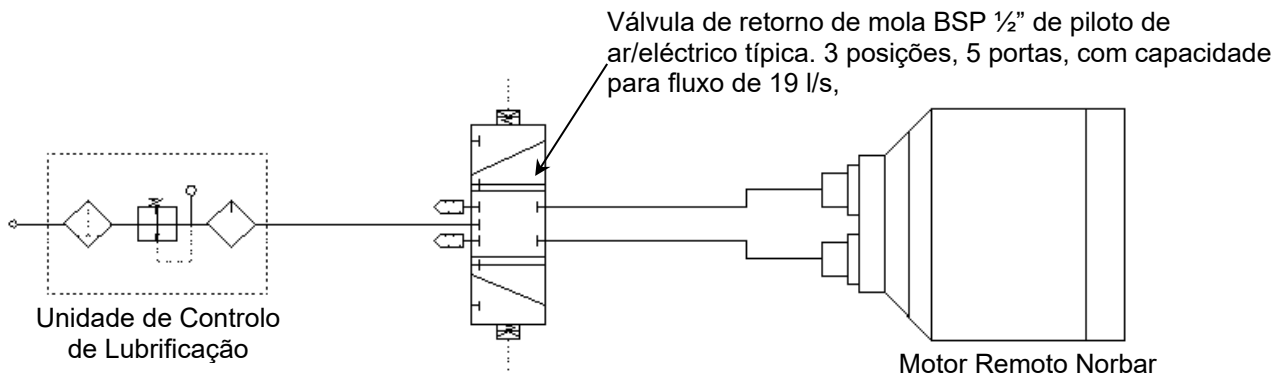 Válvula de retorno de mola BSP ½” de piloto de
ar/eléctrico típica. 3 posições, 5 portas, com capacidade
para fluxo de 19 l/s,
Unidade de Controlo
de Lubrificação
Motor Remoto Norbar